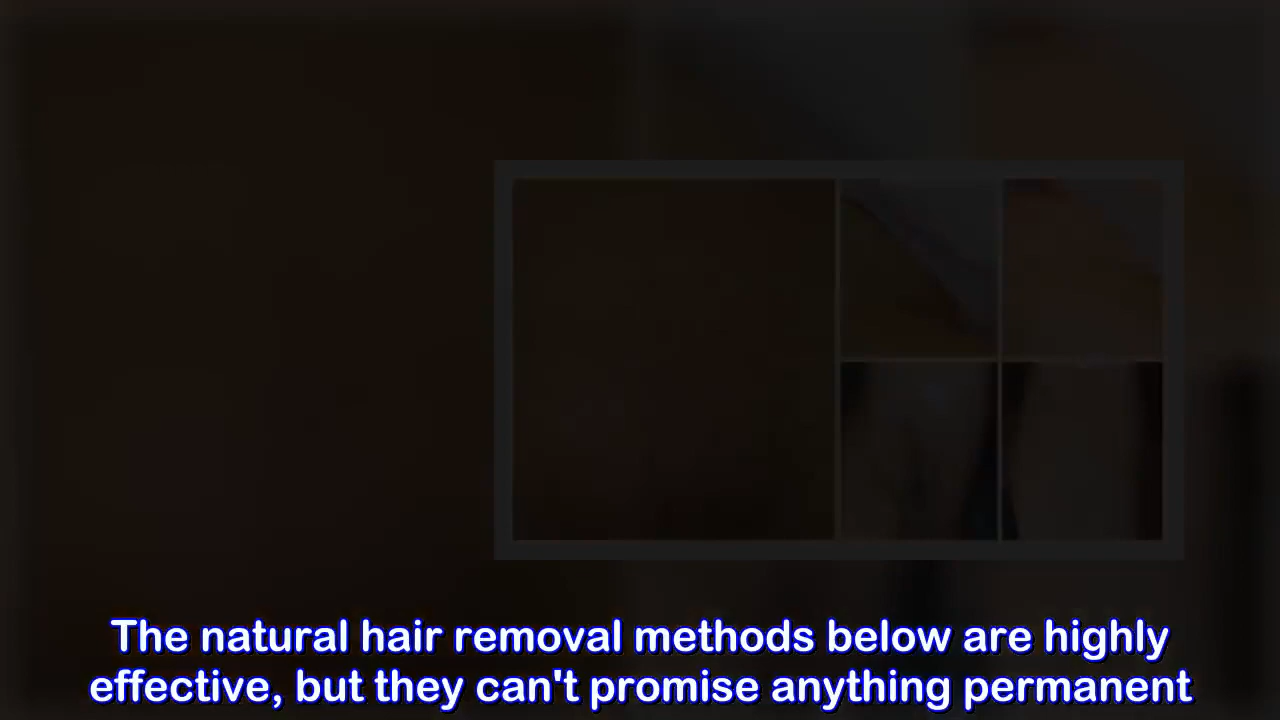 The natural hair removal methods below are highly
effective, but they can't promise anything permanent